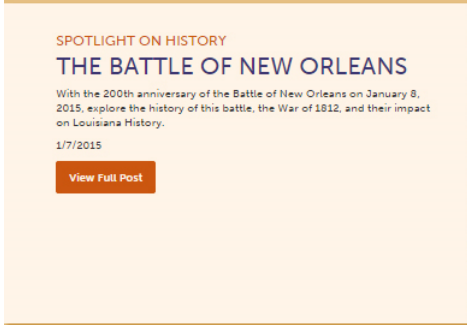 SPOTLIGHT ON HISTORY
THE BATTLE OF NEW ORLEANS
With the 200th anniversary of the Battle of New Orleans on January 8,
2015, explore the history of this battle, the War of 1812, and their impact
on Louisiana History.
1/7/2015
View Full Post